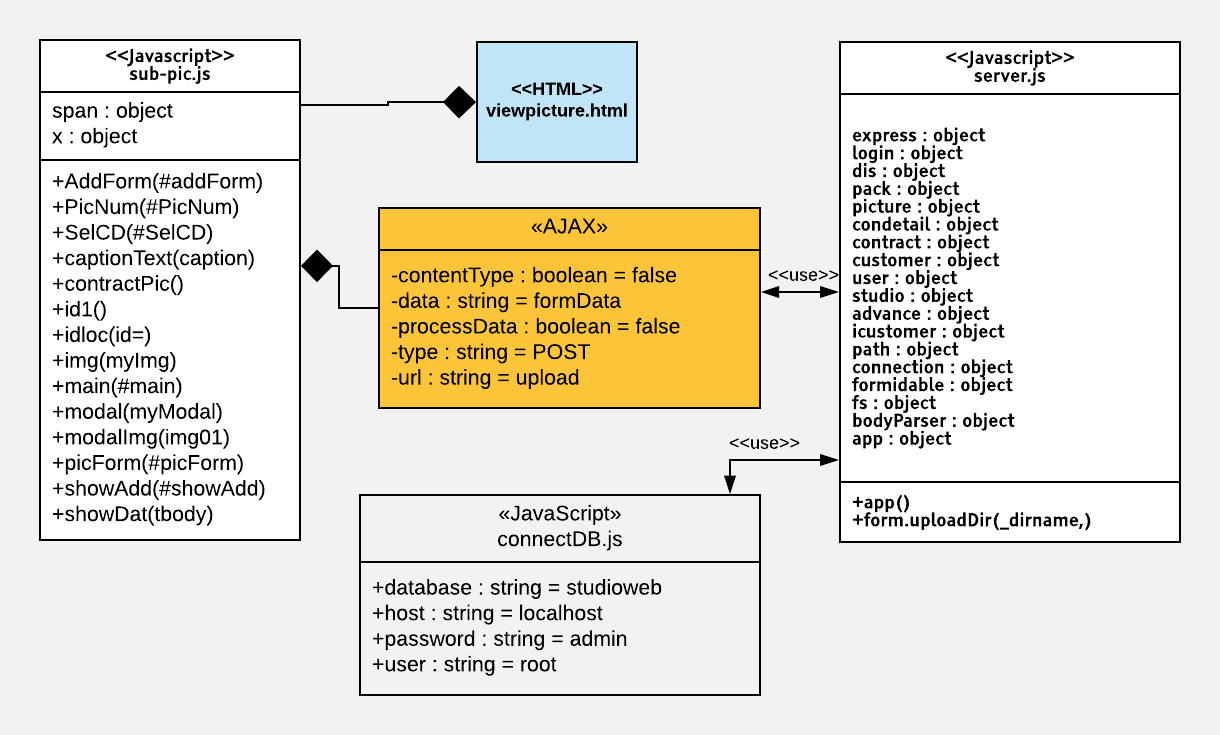 <<Javascript>>
sub-pic.js
span : object
x : object
+AddForm(#addForm)
+PicNum(#PicNum)
+SelCD(#SelCD)
+captionText(caption)
+contractPic()
+id1()
+idloc(id=)
+img(myImg)
+main(#main)
+modal(myModal)
+modalImg(img01)
+picForm(#picForm)
+showAdd(#showAdd)
+showDat(tbody)
<<HTML>>
viewpicture.html
«AJAX»
-contentType : boolean = false
-data : string = formData
-processData : boolean = false
-type : string = POST
-url : string = upload
<<use>>
<<use>>
«JavaScript»
connectDB.js
+database : string = studioweb
+host : string = localhost
+password : string = admin
+user : string = root
<<Javascript>>
server.js
express : object
login : object
dis : object
pack : object
picture : object
condetail : object
contract : object
customer : object
user : object
studio : object
advance : object
icustomer : object
path : object
connection : object
formidable : object
fs : object
bodyParser : object
app : object
+app()
+form.uploadDir(_dirname,)